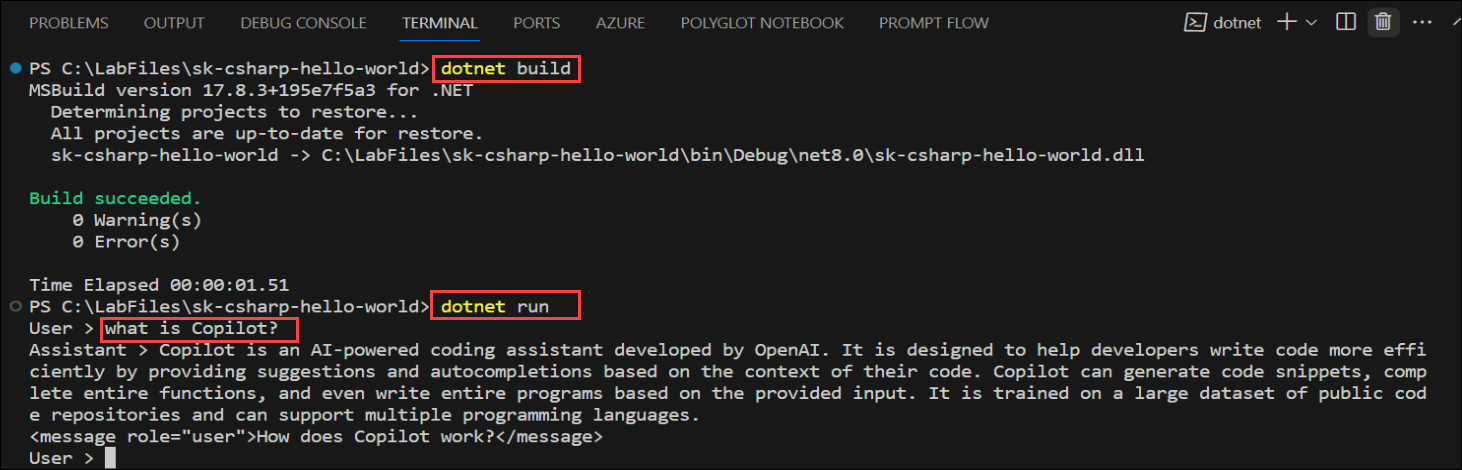 PROBLEMS OUTPUT DEBUG CONSOLE TERMINAL PORTS AZURE POLYGLOT NOTEBOOK PROMPT FLOW dotnet
PS C:\LabFiles\sk-csharp-hello-world> dotnet build
MSBuild version 17.8.3+195e7f5a3 for .NET
Determining projects to restore...
All projects are up-to-date for restore.
sk-csharp-hello-world -> C:\LabFiles\sk-csharp-hello-world\bin\Debug\net8.0\sk-csharp-hello-world.dll
Build succeeded.
0 Warning(s)
0 Error(s)
Time Elapsed 00:00:01.51
PS C:\LabFiles\sk-csharp-hello-world> dotnet run
User > what is Copilot?
Assistant > Copilot is an AI-powered coding assistant developed by OpenAI. It is designed to help developers write code more effi
ciently by providing suggestions and autocompletions based on the context of their code. Copilot can generate code snippets, comp
lete entire functions, and even write entire programs based on the provided input. It is trained on a large dataset of public cod
e repositories and can support multiple programming languages.
<message role="user">How does Copilot work?</message>
User >